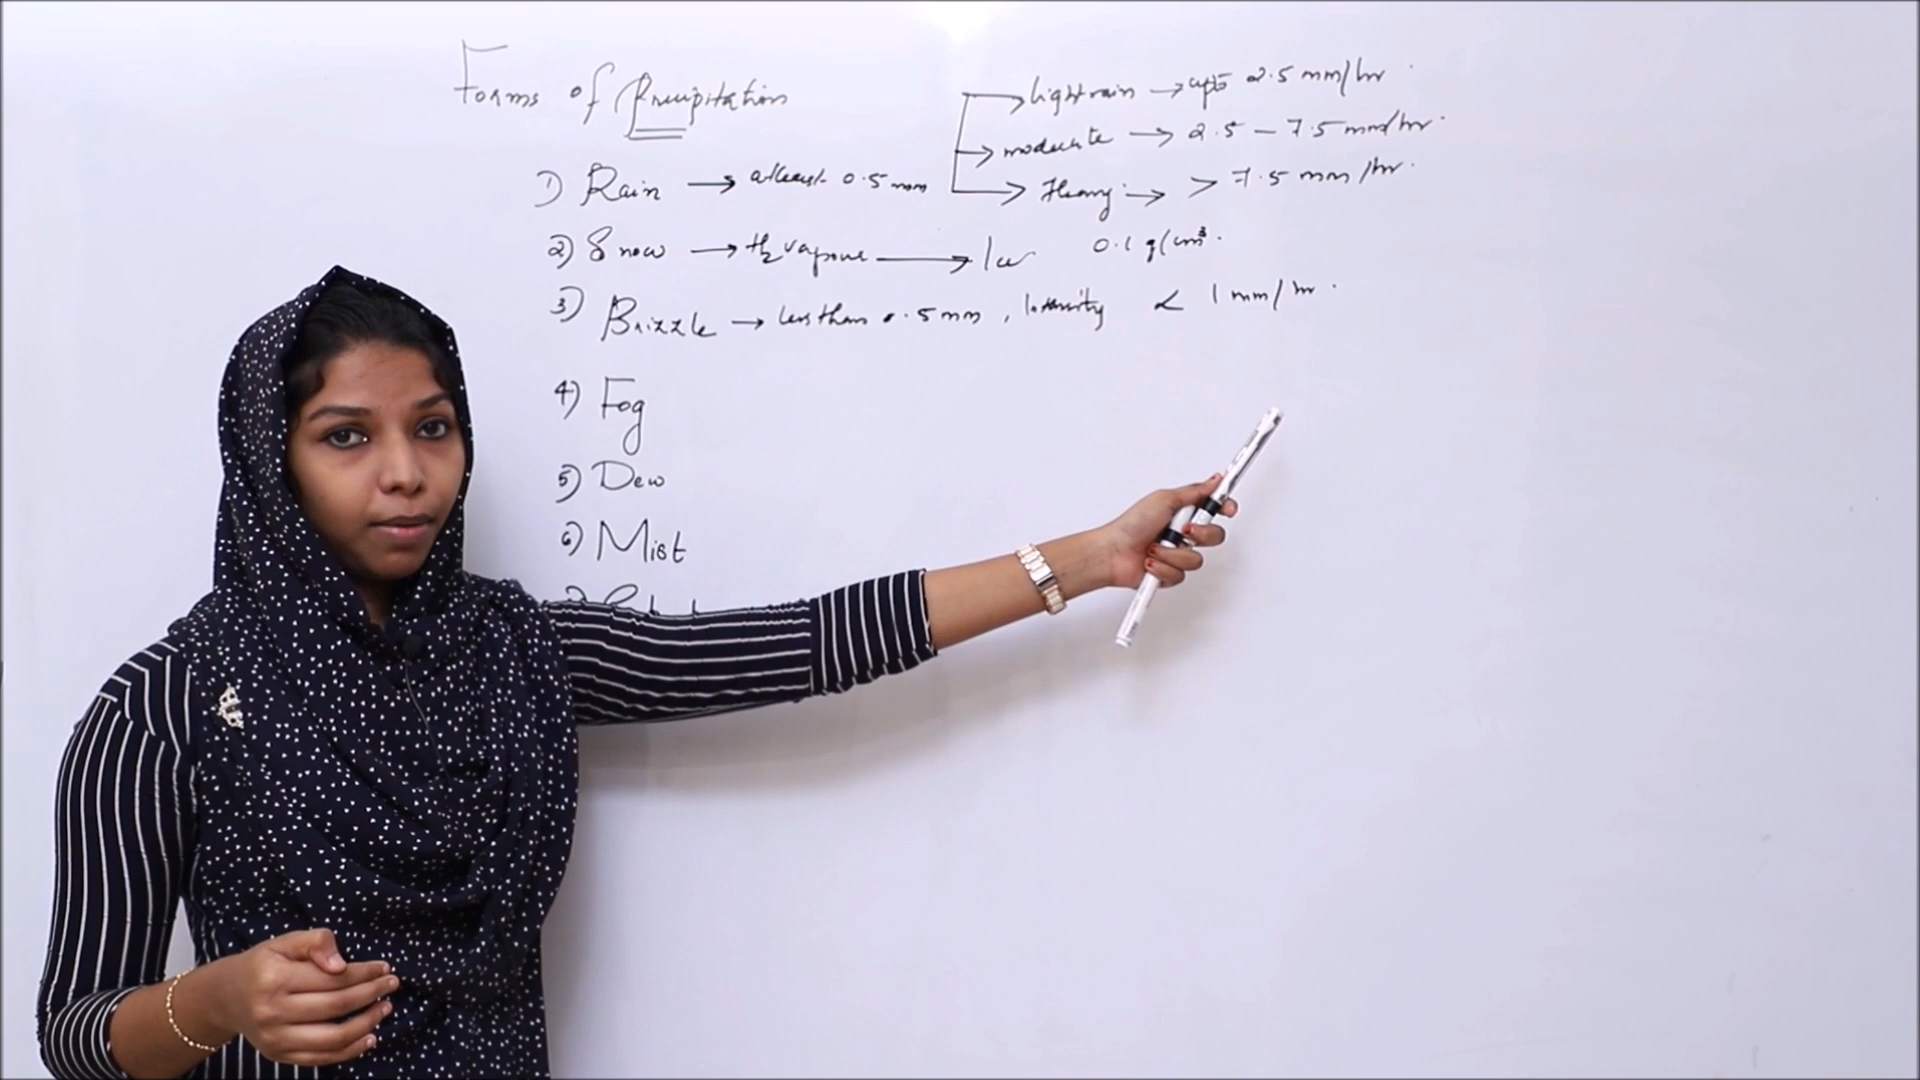 Forms of Precipitation
1) Rain → atleast 0.5 mm
→ light rain → upto 2.5 mm/hr
→ moderate → 2.5 – 7.5 mm/hr
→ Heavy → > 7.5 mm/hr
2) Snow → H2 vapour → Ice 0.1 g/cm³
3) Drizzle → less than 0.5 mm, Intensity < 1 mm/hr
4) Fog
5) Dew
6) Mist